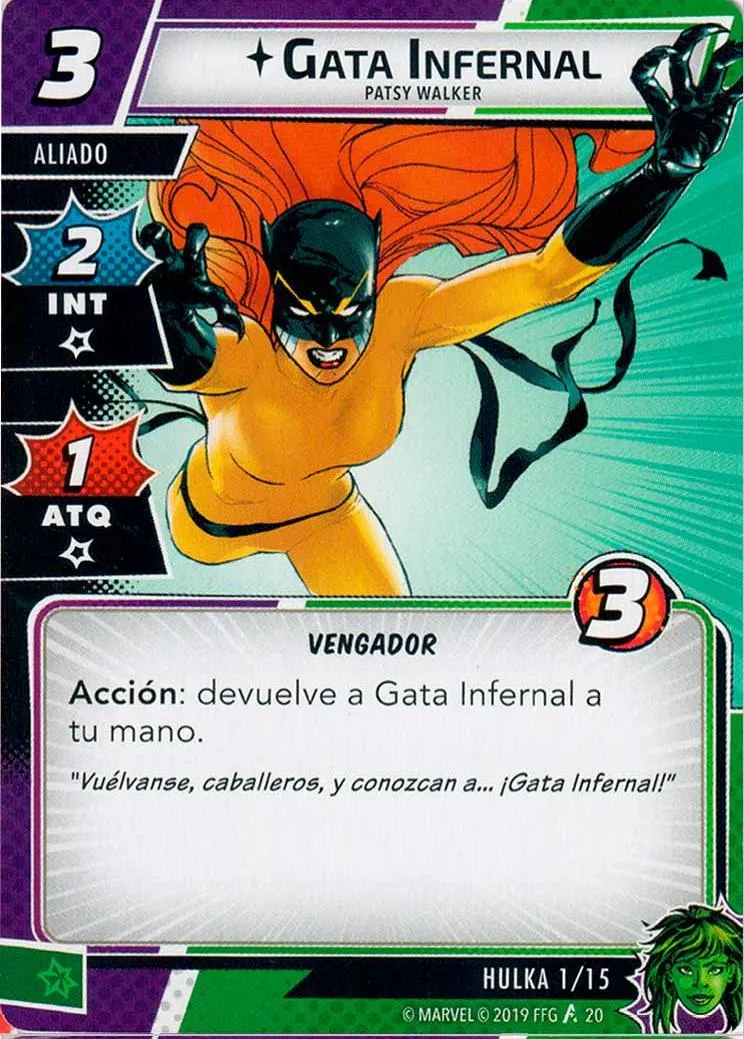 3
GATA INFERNAL
PATSY WALKER
ALIADO
2
INT
1
ATQ
3
VENGADOR
Acción: devuelve a Gata Infernal a
tu mano.
"Vuélvanse, caballeros, y conozcan a... ¡Gata Infernal!"
HULKA 1/15
© MARVEL © 2019 FFG 20